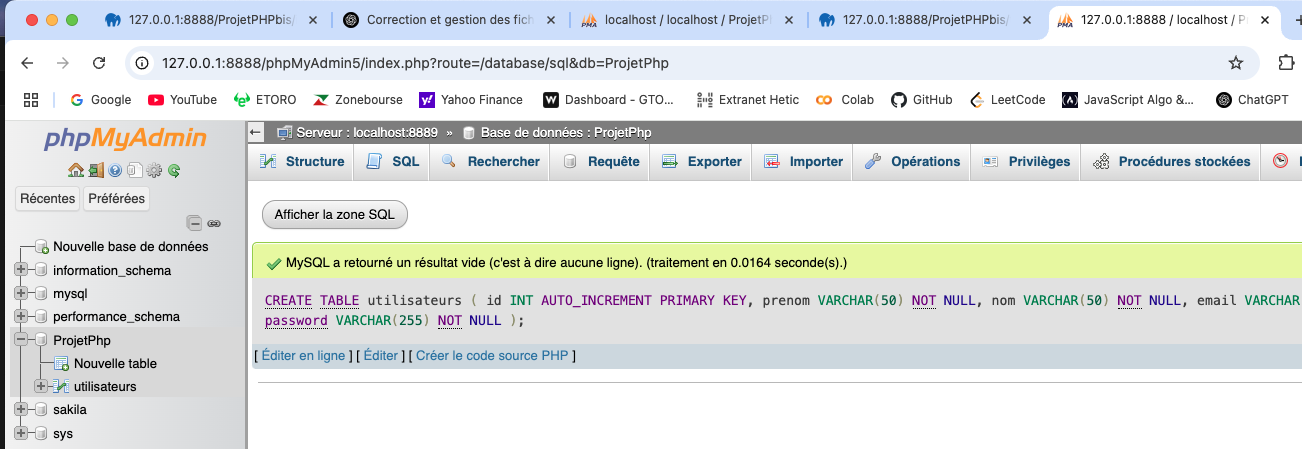 127.0.0.1:8888/ProjetPHPbis/
Correction et gestion des fich
localhost / localhost / ProjetP
127.0.0.1:8888/ProjetPHPbis/
127.0.0.1:8888 / localhost / P
127.0.0.1:8888/phpMyAdmin5/index.php?route=/database/sql&db=ProjetPhp
Google YouTube ETORO Zonebourse Yahoo Finance Dashboard - GTO... Extranet Hetic Colab GitHub LeetCode JavaScript Algo &... ChatGPT
phpMyAdmin
Récentes Préférées
Nouvelle base de données
information_schema
mysql
performance_schema
ProjetPhp
Nouvelle table
utilisateurs
sakila
sys
Serveur : localhost:8889 » Base de données : ProjetPhp
Structure SQL Rechercher Requête Exporter Importer Opérations Privilèges Procédures stockées
Afficher la zone SQL
MySQL a retourné un résultat vide (c'est à dire aucune ligne). (traitement en 0.0164 seconde(s).)
CREATE TABLE utilisateurs ( id INT AUTO_INCREMENT PRIMARY KEY, prenom VARCHAR(50) NOT NULL, nom VARCHAR(50) NOT NULL, email VARCHAR
password VARCHAR(255) NOT NULL );
[ Éditer en ligne ] [ Éditer ] [ Créer le code source PHP ]